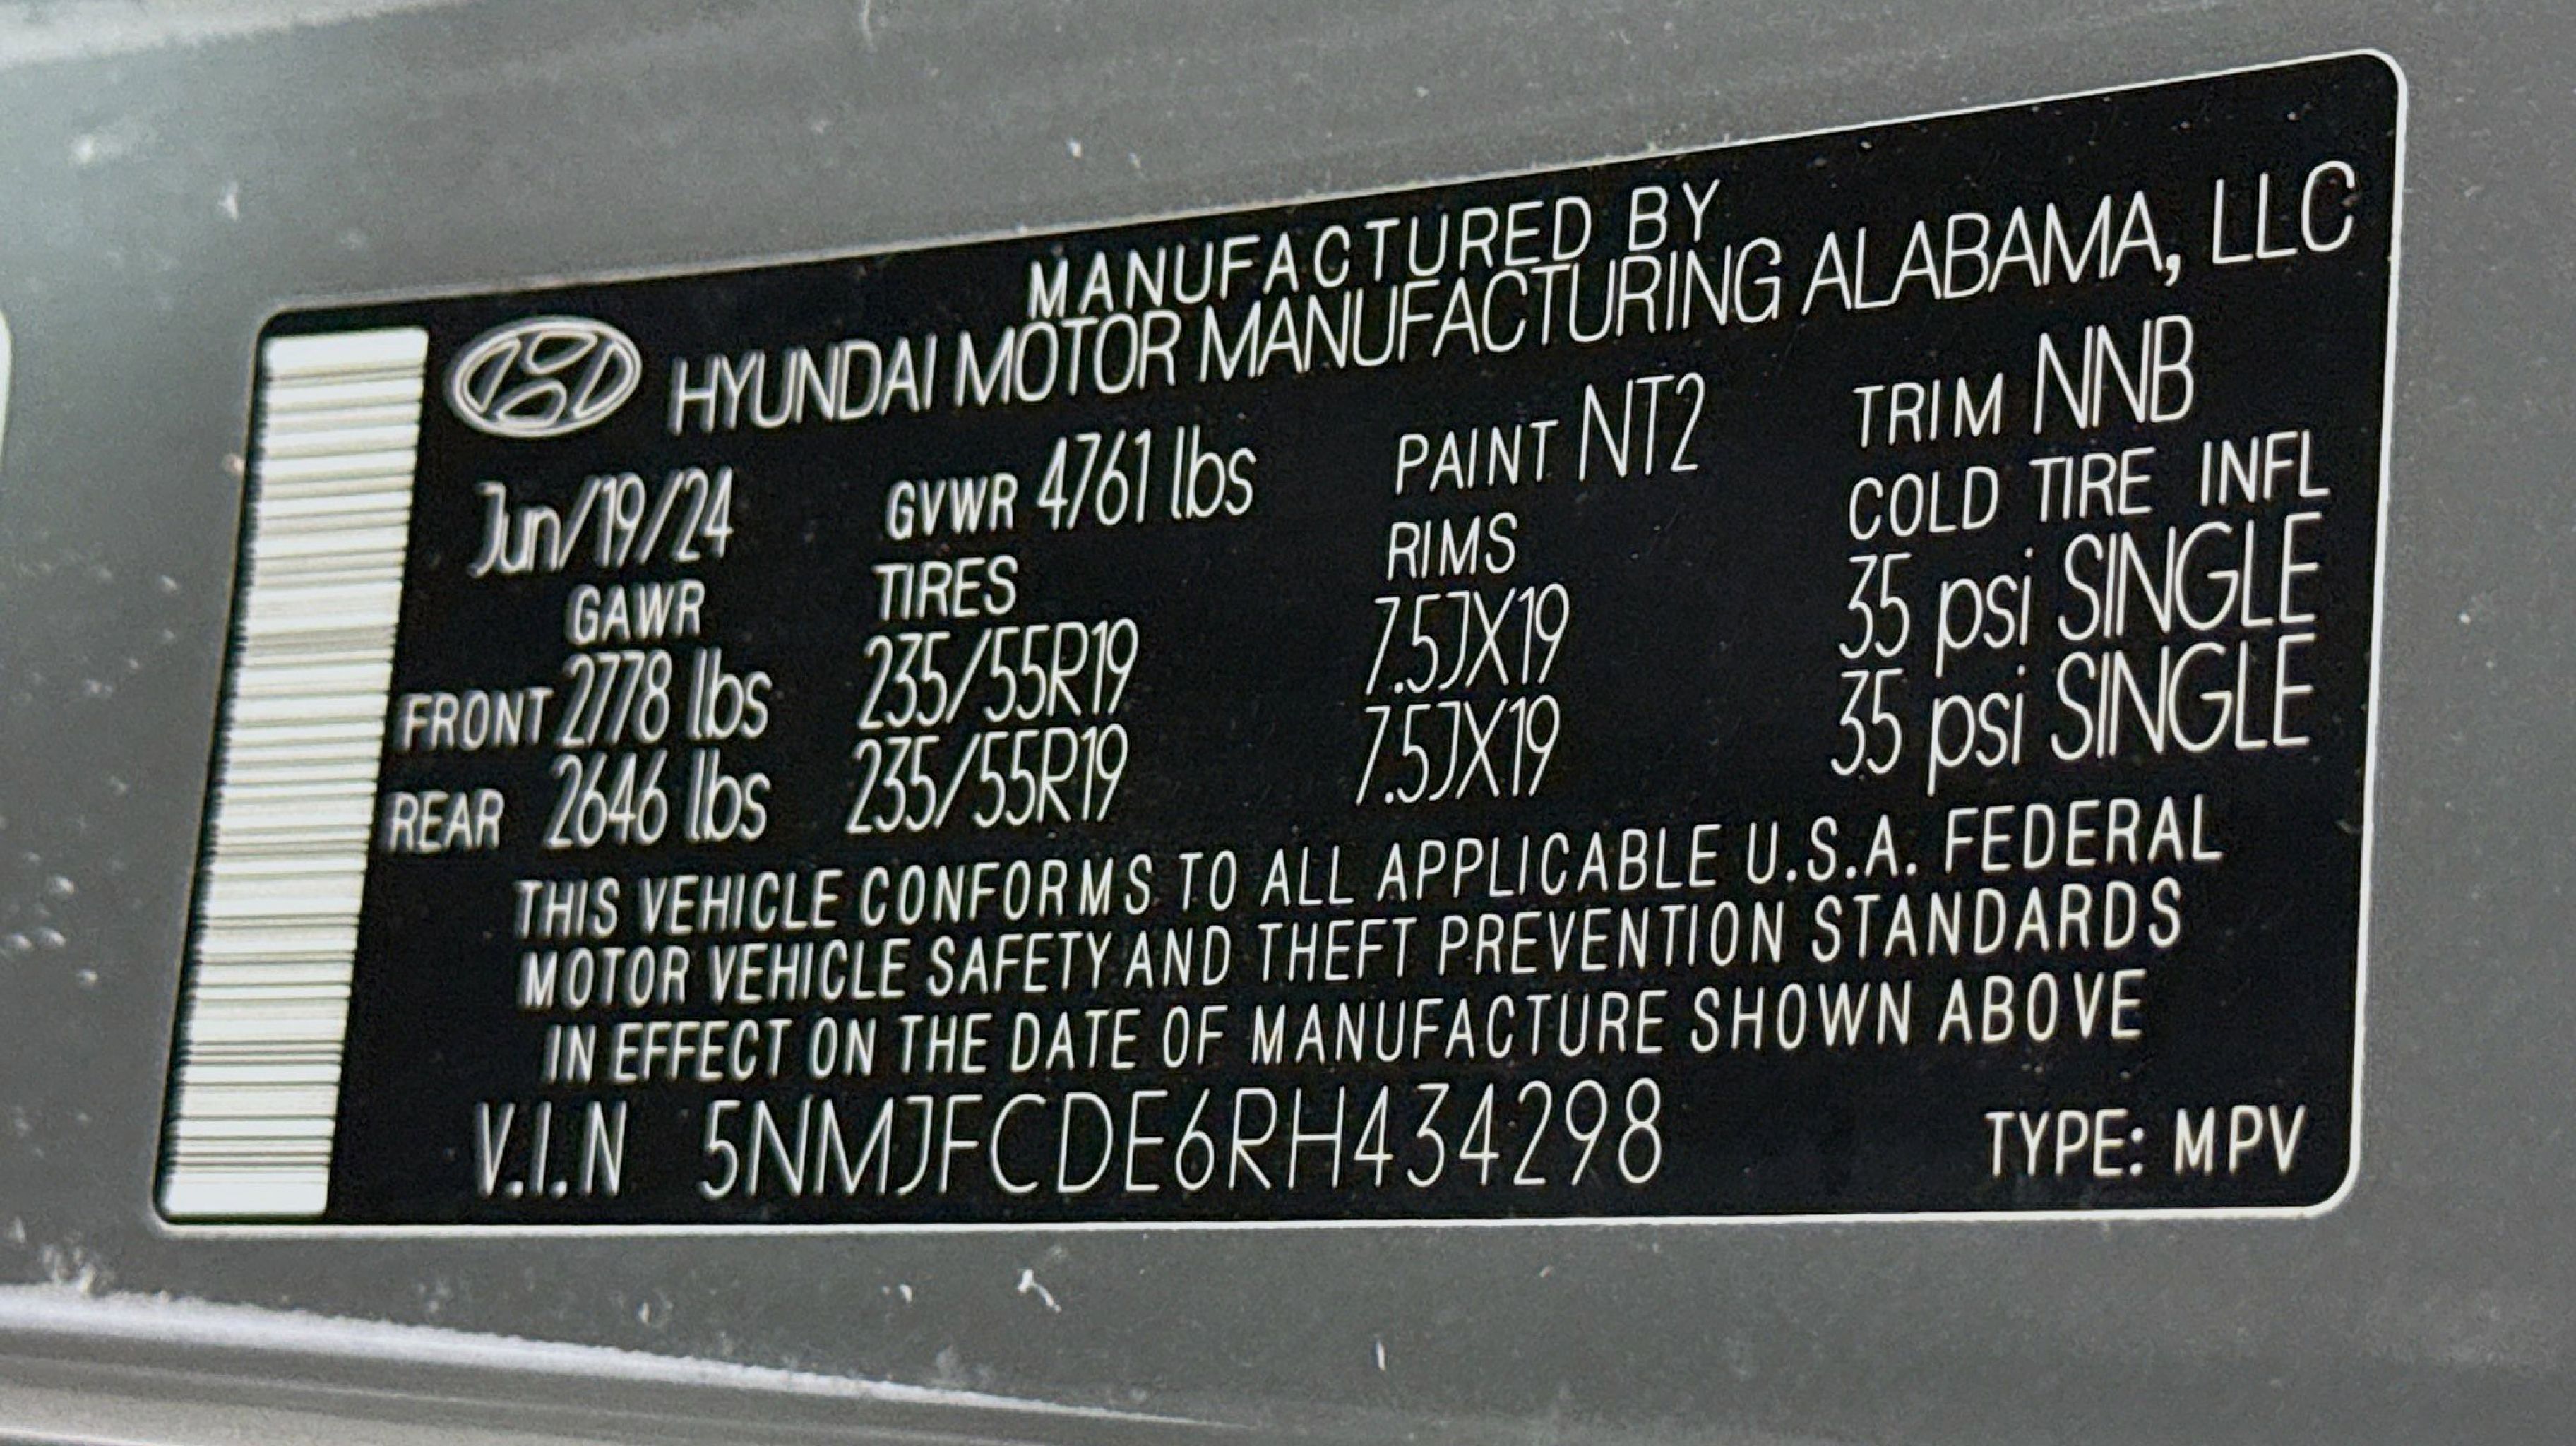 MANUFACTURED BY
HYUNDAI MOTOR MANUFACTURING ALABAMA, LLC
Jun/19/24 GVWR 4761 lbs PAINT NT2 TRIM NNB
GAWR TIRES RIMS COLD TIRE INFL
FRONT 2778 lbs 235/55R19 7.5JX19 35 psi SINGLE
REAR 2646 lbs 235/55R19 7.5JX19 35 psi SINGLE
THIS VEHICLE CONFORMS TO ALL APPLICABLE U.S.A. FEDERAL
MOTOR VEHICLE SAFETY AND THEFT PREVENTION STANDARDS
IN EFFECT ON THE DATE OF MANUFACTURE SHOWN ABOVE
V.I.N 5NMJFCDE6RH434298 TYPE: MPV